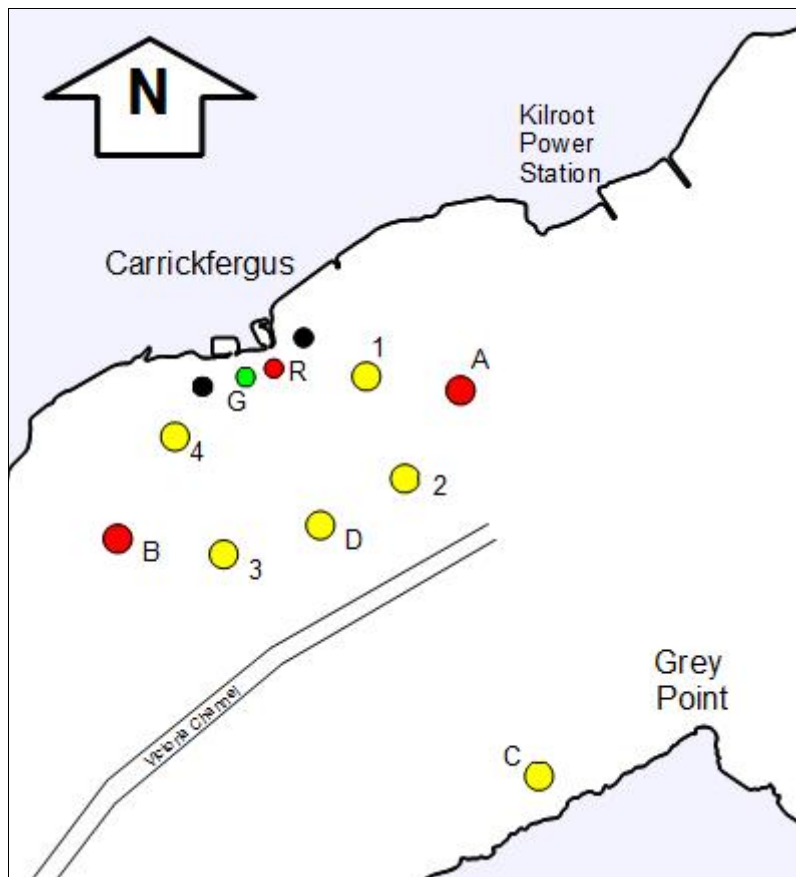 N
Kilroot
Power
Station
Carrickfergus
1
A
R
G
4
2
D
B
3
Victoria Channel
Grey
Point
C